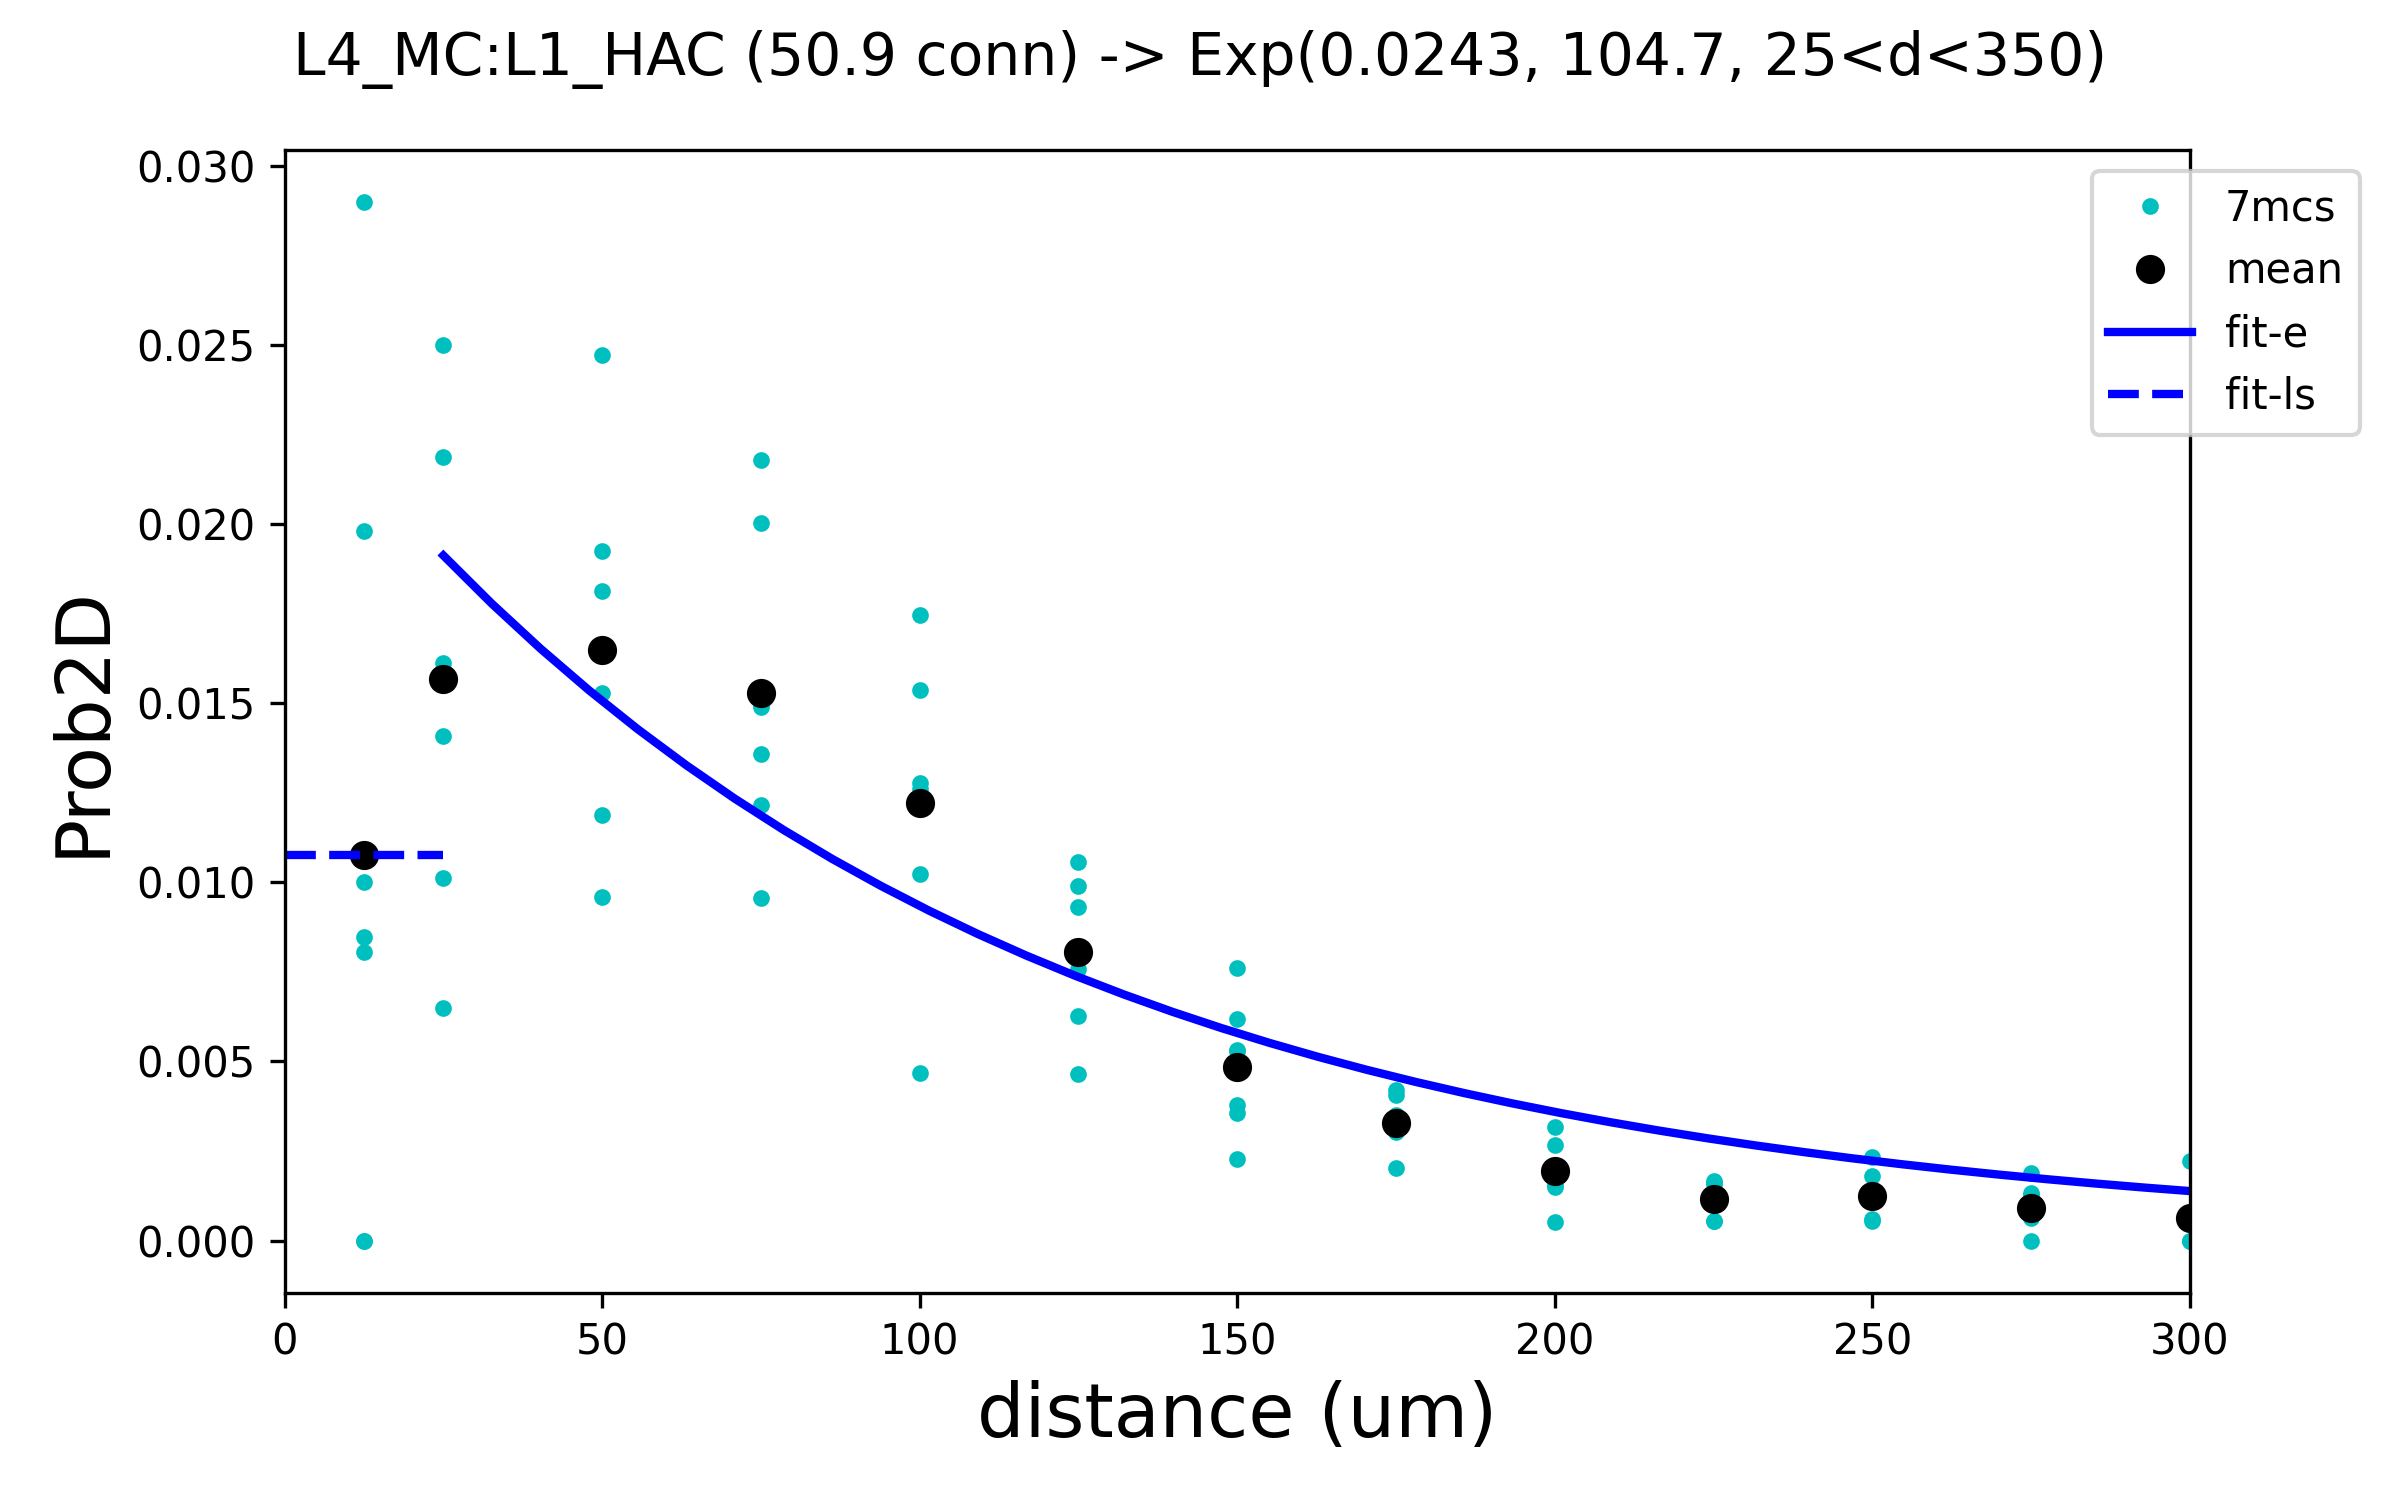 L4_MC:L1_HAC (50.9 conn) -> Exp(0.0243, 104.7, 25<d<350)
0.030
0.025
0.020
0.015
0.010
0.005
0.000
Prob2D
0 50 100 150 200 250 300
distance (um)
7mcs
mean
fit-e
fit-ls